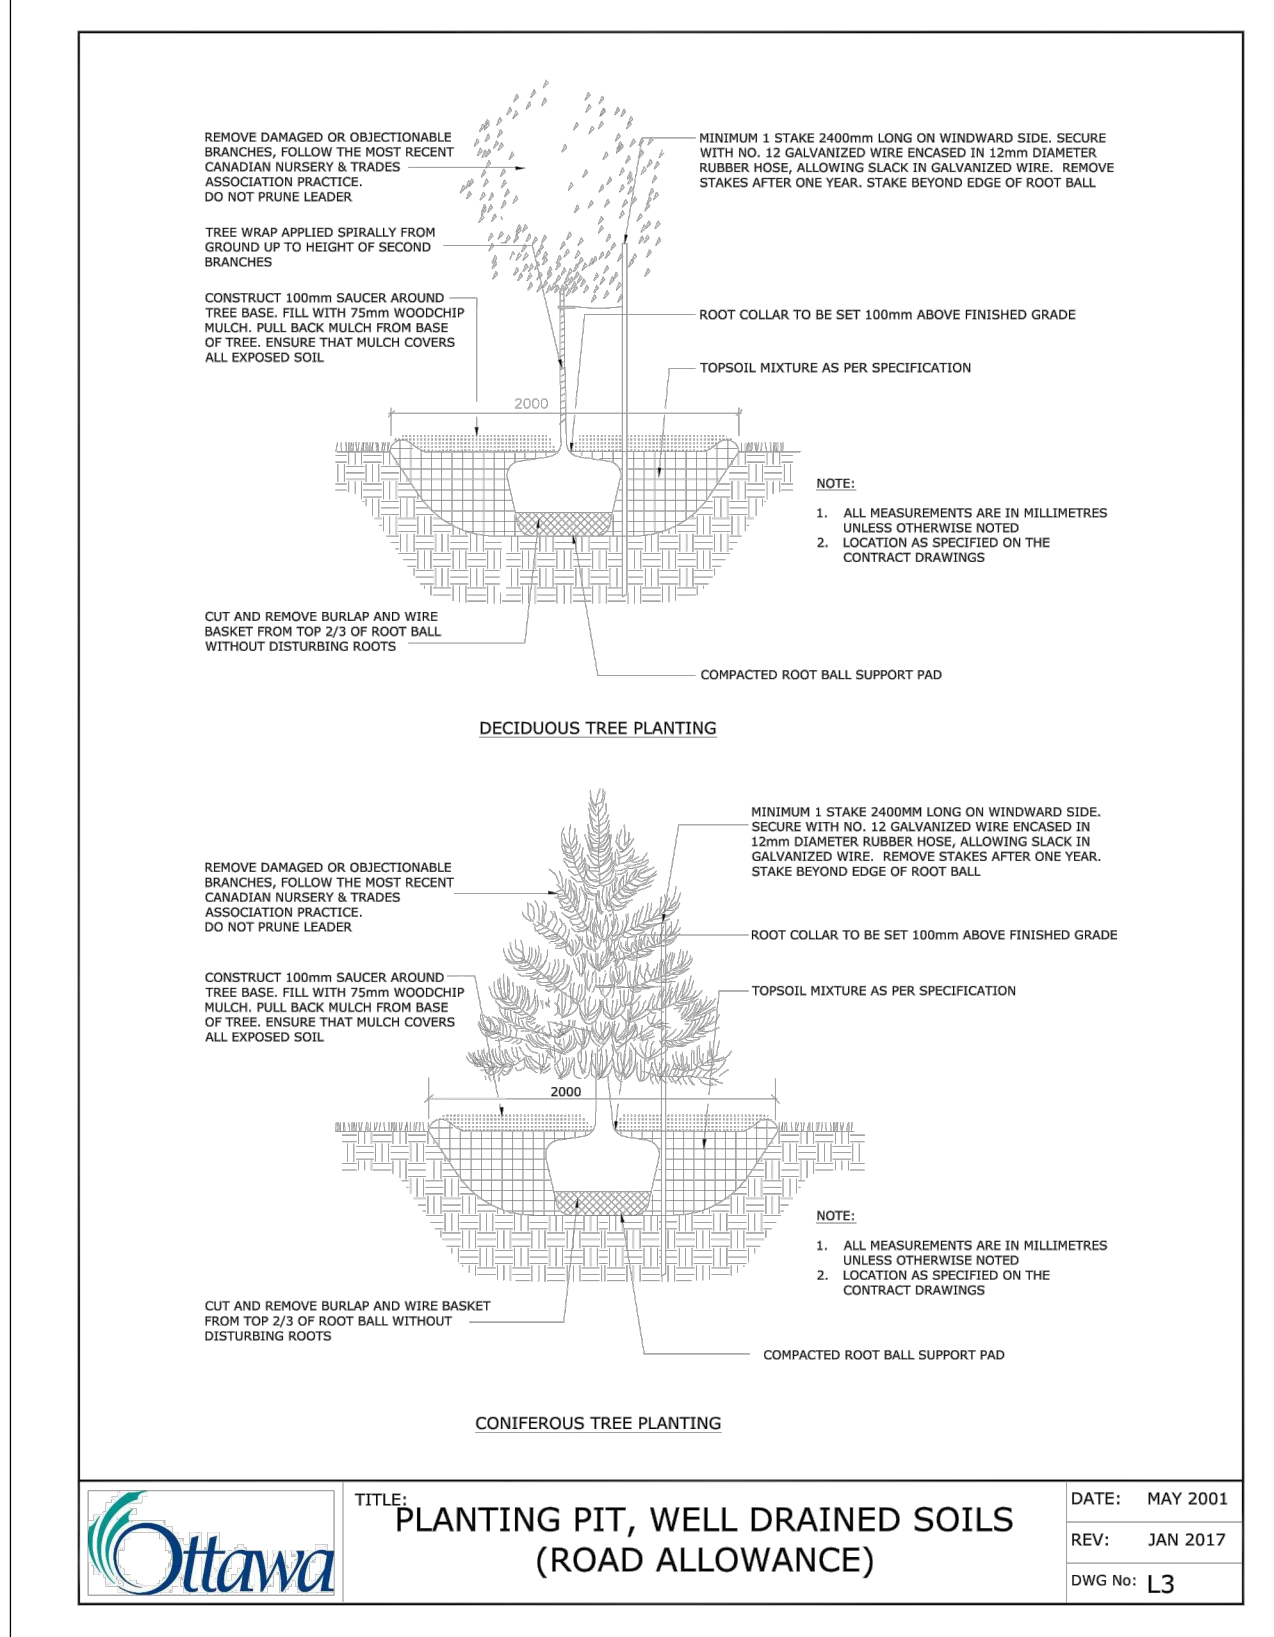 REMOVE DAMAGED OR OBJECTIONABLE
BRANCHES, FOLLOW THE MOST RECENT
CANADIAN NURSERY & TRADES
ASSOCIATION PRACTICE.
DO NOT PRUNE LEADER
MINIMUM 1 STAKE 2400mm LONG ON WINDWARD SIDE. SECURE
WITH NO. 12 GALVANIZED WIRE ENCASED IN 12mm DIAMETER
RUBBER HOSE, ALLOWING SLACK IN GALVANIZED WIRE. REMOVE
STAKES AFTER ONE YEAR. STAKE BEYOND EDGE OF ROOT BALL
TREE WRAP APPLIED SPIRALLY FROM
GROUND UP TO HEIGHT OF SECOND
BRANCHES
CONSTRUCT 100mm SAUCER AROUND
TREE BASE. FILL WITH 75mm WOODCHIP
MULCH. PULL BACK MULCH FROM BASE
OF TREE. ENSURE THAT MULCH COVERS
ALL EXPOSED SOIL
ROOT COLLAR TO BE SET 100mm ABOVE FINISHED GRADE
TOPSOIL MIXTURE AS PER SPECIFICATION
2000
NOTE:
1. ALL MEASUREMENTS ARE IN MILLIMETRES
UNLESS OTHERWISE NOTED
2. LOCATION AS SPECIFIED ON THE
CONTRACT DRAWINGS
CUT AND REMOVE BURLAP AND WIRE
BASKET FROM TOP 2/3 OF ROOT BALL
WITHOUT DISTURBING ROOTS
COMPACTED ROOT BALL SUPPORT PAD
DECIDUOUS TREE PLANTING
MINIMUM 1 STAKE 2400MM LONG ON WINDWARD SIDE.
SECURE WITH NO. 12 GALVANIZED WIRE ENCASED IN
12mm DIAMETER RUBBER HOSE, ALLOWING SLACK IN
GALVANIZED WIRE. REMOVE STAKES AFTER ONE YEAR.
STAKE BEYOND EDGE OF ROOT BALL
REMOVE DAMAGED OR OBJECTIONABLE
BRANCHES, FOLLOW THE MOST RECENT
CANADIAN NURSERY & TRADES
ASSOCIATION PRACTICE.
DO NOT PRUNE LEADER
ROOT COLLAR TO BE SET 100mm ABOVE FINISHED GRADE
CONSTRUCT 100mm SAUCER AROUND
TREE BASE. FILL WITH 75mm WOODCHIP
MULCH. PULL BACK MULCH FROM BASE
OF TREE. ENSURE THAT MULCH COVERS
ALL EXPOSED SOIL
TOPSOIL MIXTURE AS PER SPECIFICATION
2000
NOTE:
1. ALL MEASUREMENTS ARE IN MILLIMETRES
UNLESS OTHERWISE NOTED
2. LOCATION AS SPECIFIED ON THE
CONTRACT DRAWINGS
CUT AND REMOVE BURLAP AND WIRE BASKET
FROM TOP 2/3 OF ROOT BALL WITHOUT
DISTURBING ROOTS
COMPACTED ROOT BALL SUPPORT PAD
CONIFEROUS TREE PLANTING
Ottawa
TITLE:
PLANTING PIT, WELL DRAINED SOILS
(ROAD ALLOWANCE)
DATE: MAY 2001
REV: JAN 2017
DWG No: L3